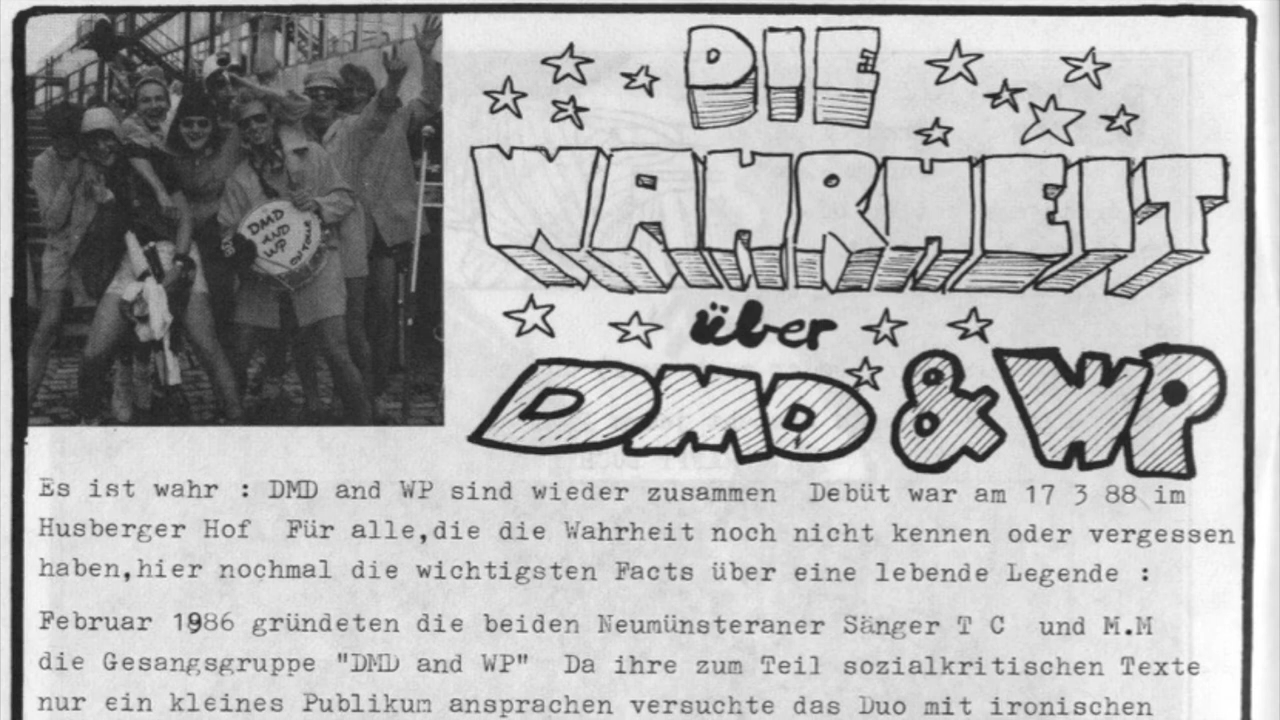 DMD
AND
WP
DIE
WAHRHEIT
über
DMD & WP
Es ist wahr : DMD and WP sind wieder zusammen Debüt war am 17 3 88 im
Husberger Hof Für alle,die die Wahrheit noch nicht kennen oder vergessen
haben,hier nochmal die wichtigsten Facts über eine lebende Legende :
Februar 1986 gründeten die beiden Neumünsteraner Sänger T C und M.M
die Gesangsgruppe "DMD and WP" Da ihre zum Teil sozialkritischen Texte
nur ein kleines Publikum ansprachen versuchte das Duo mit ironischen